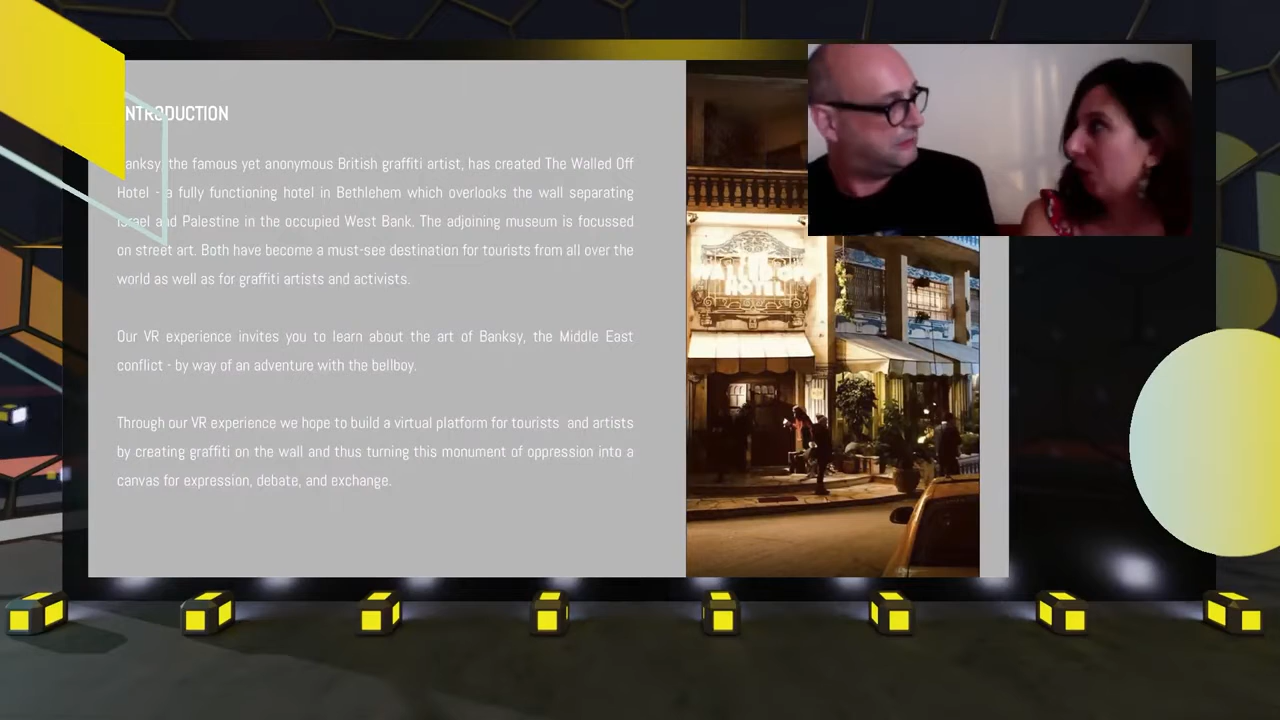 INTRODUCTION
Banksy, the famous yet anonymous British graffiti artist, has created The Walled Off
Hotel - a fully functioning hotel in Bethlehem which overlooks the wall separating
Israel and Palestine in the occupied West Bank. The adjoining museum is focussed
on street art. Both have become a must-see destination for tourists from all over the
world as well as for graffiti artists and activists.
Our VR experience invites you to learn about the art of Banksy, the Middle East
conflict - by way of an adventure with the bellboy.
Through our VR experience we hope to build a virtual platform for tourists and artists
by creating graffiti on the wall and thus turning this monument of oppression into a
canvas for expression, debate, and exchange.
THE
WALLED OFF
HOTEL